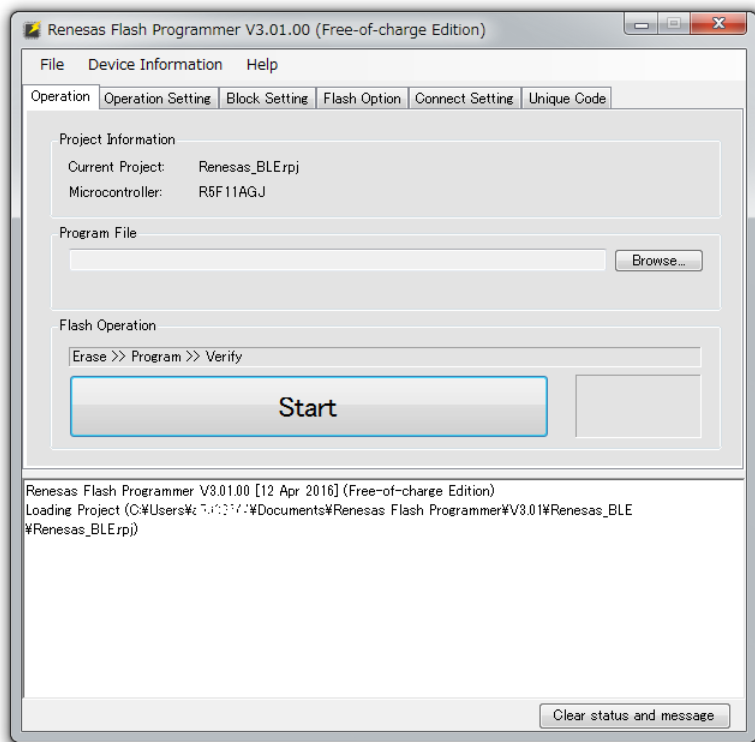 Renesas Flash Programmer V3.01.00 (Free-of-charge Edition)
File Device Information Help
Operation Operation Setting Block Setting Flash Option Connect Setting Unique Code
Project Information
Current Project: Renesas_BLE.rpj
Microcontroller: R5F11AGJ
Program File
Browse...
Flash Operation
Erase >> Program >> Verify
Start
Renesas Flash Programmer V3.01.00 [12 Apr 2016] (Free-of-charge Edition)
Loading Project (C:¥Users¥ ¥Documents¥Renesas Flash Programmer¥V3.01¥Renesas_BLE
¥Renesas_BLE.rpj)
Clear status and message